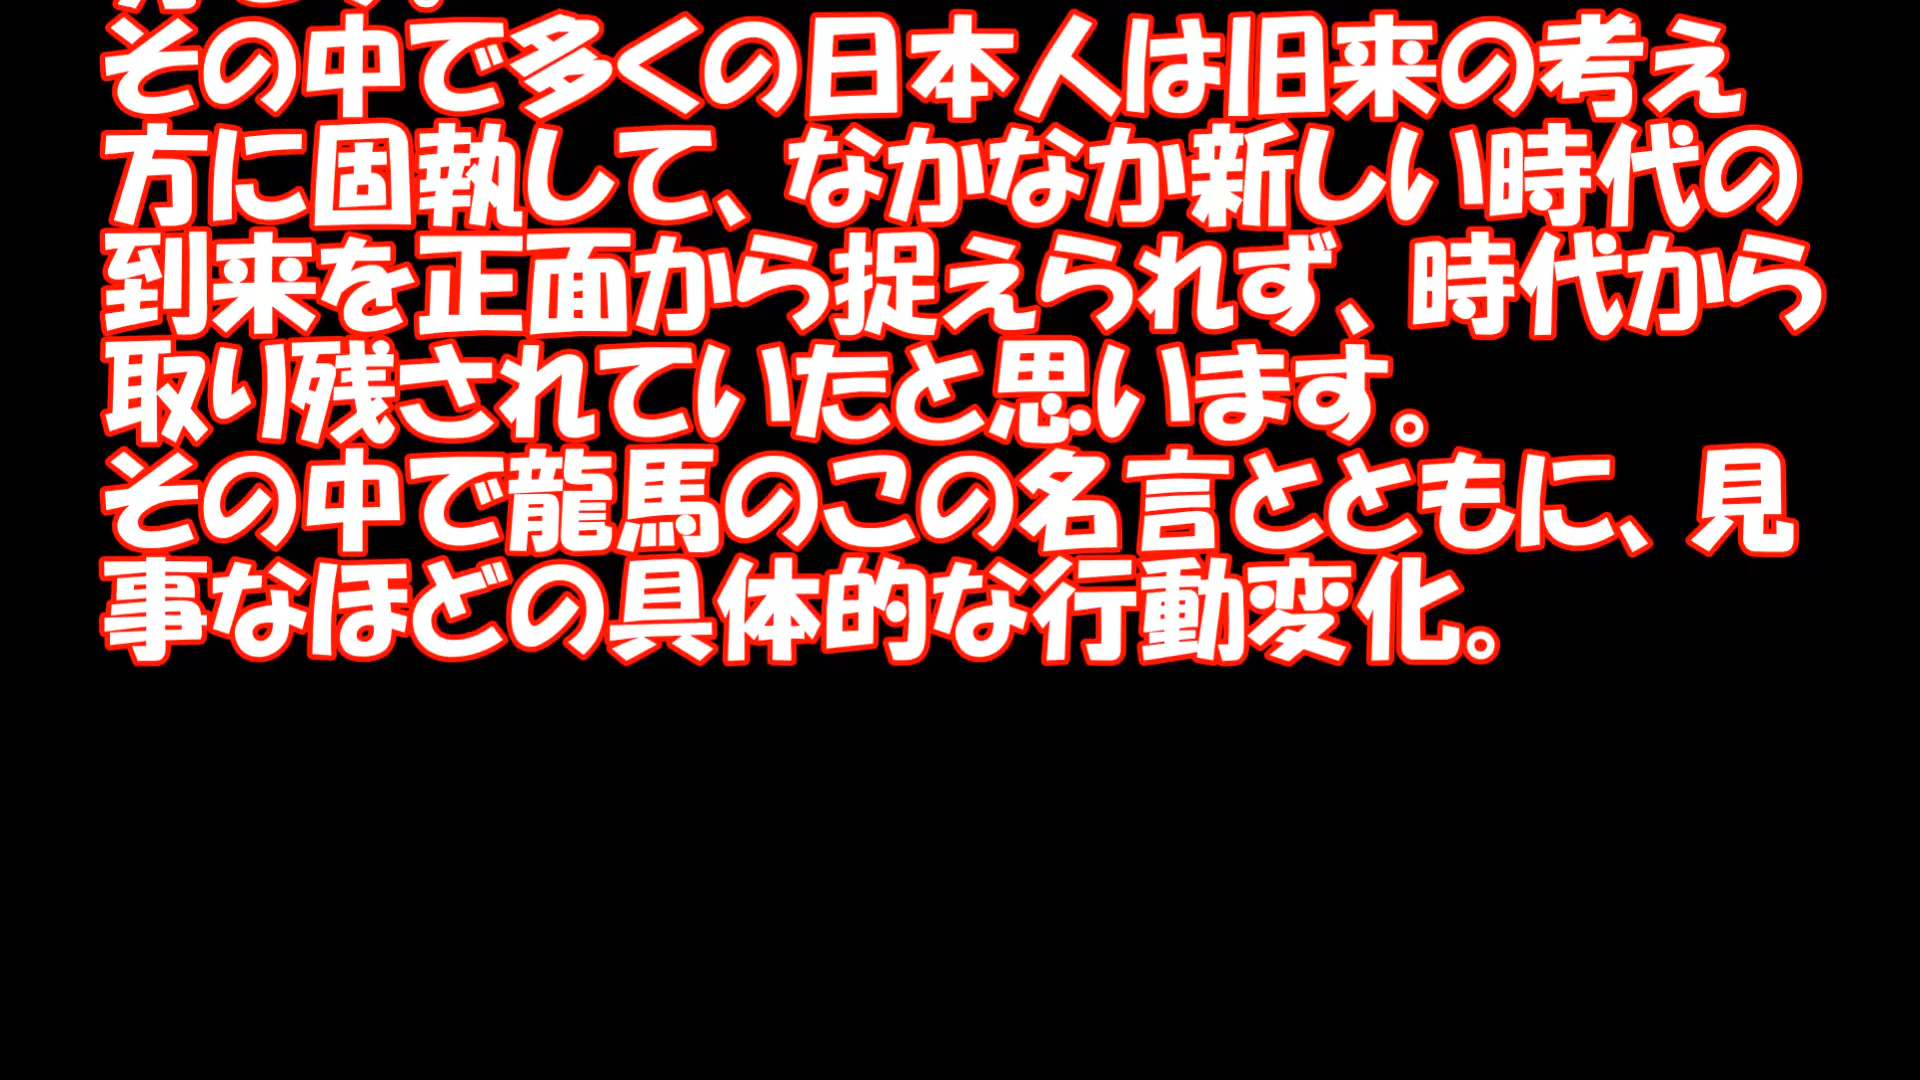 その中で多くの日本人は旧来の考え
方に固執して、なかなか新しい時代の
到来を正面から捉えられず、時代から
取り残されていたと思います。
その中で龍馬のこの名言とともに、見
事なほどの具体的な行動変化。